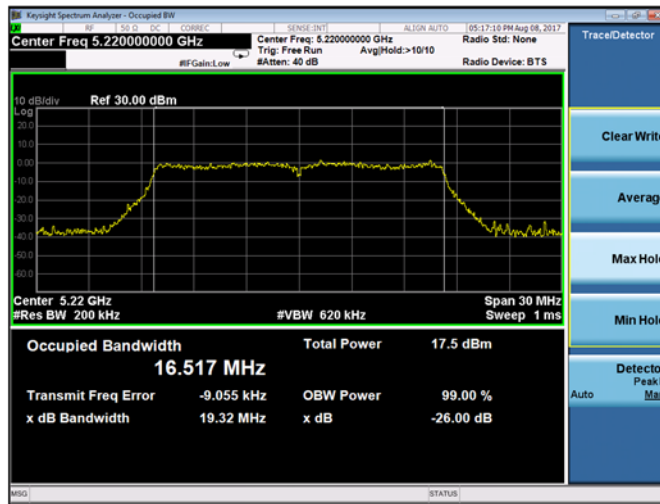 Keysight Spectrum Analyzer - Occupied BW
RF 50 Ω DC CORREC SENSE:INT ALIGN AUTO 05:17:10 PM Aug 08, 2017
Center Freq 5.220000000 GHz Center Freq: 5.220000000 GHz Radio Std: None
Trig: Free Run Avg|Hold:>10/10
#IFGain:Low #Atten: 40 dB Radio Device: BTS
Trace/Detector
10 dB/div Ref 30.00 dBm
Log
20.0
10.0
0.00
-10.0
-20.0
-30.0
-40.0
-50.0
-60.0
Center 5.22 GHz Span 30 MHz
#Res BW 200 kHz #VBW 620 kHz Sweep 1 ms
Occupied Bandwidth Total Power 17.5 dBm
16.517 MHz
Transmit Freq Error -9.055 kHz OBW Power 99.00 %
x dB Bandwidth 19.32 MHz x dB -26.00 dB
Clear Write
Average
Max Hold
Min Hold
Detector
Peak
Auto Man
MSG STATUS